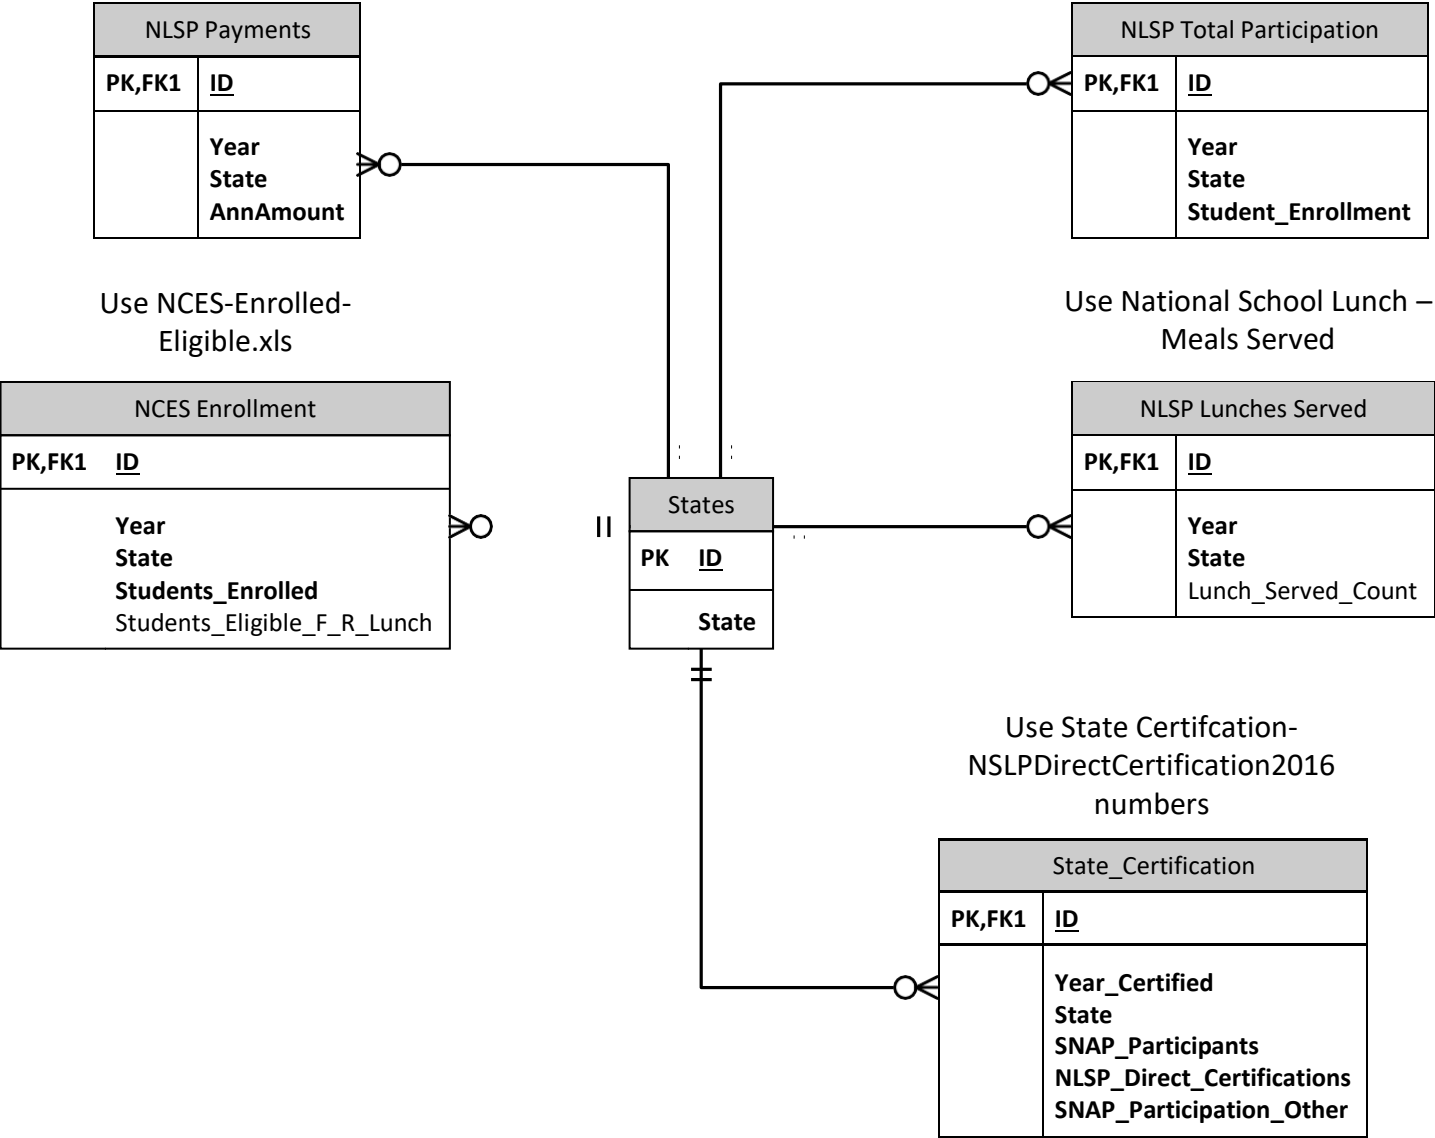 NLSP Payments
PK,FK1 ID
Year
State
AnnAmount
NLSP Total Participation
PK,FK1 ID
Year
State
Student_Enrollment
Use NCES-Enrolled-
Eligible.xls
NCES Enrollment
PK,FK1 ID
Year
State
Students_Enrolled
Students_Eligible_F_R_Lunch
States
PK ID
State
Use National School Lunch –
Meals Served
NLSP Lunches Served
PK,FK1 ID
Year
State
Lunch_Served_Count
Use State Certifcation-
NSLPDirectCertification2016
numbers
State_Certification
PK,FK1 ID
Year_Certified
State
SNAP_Participants
NLSP_Direct_Certifications
SNAP_Participation_Other